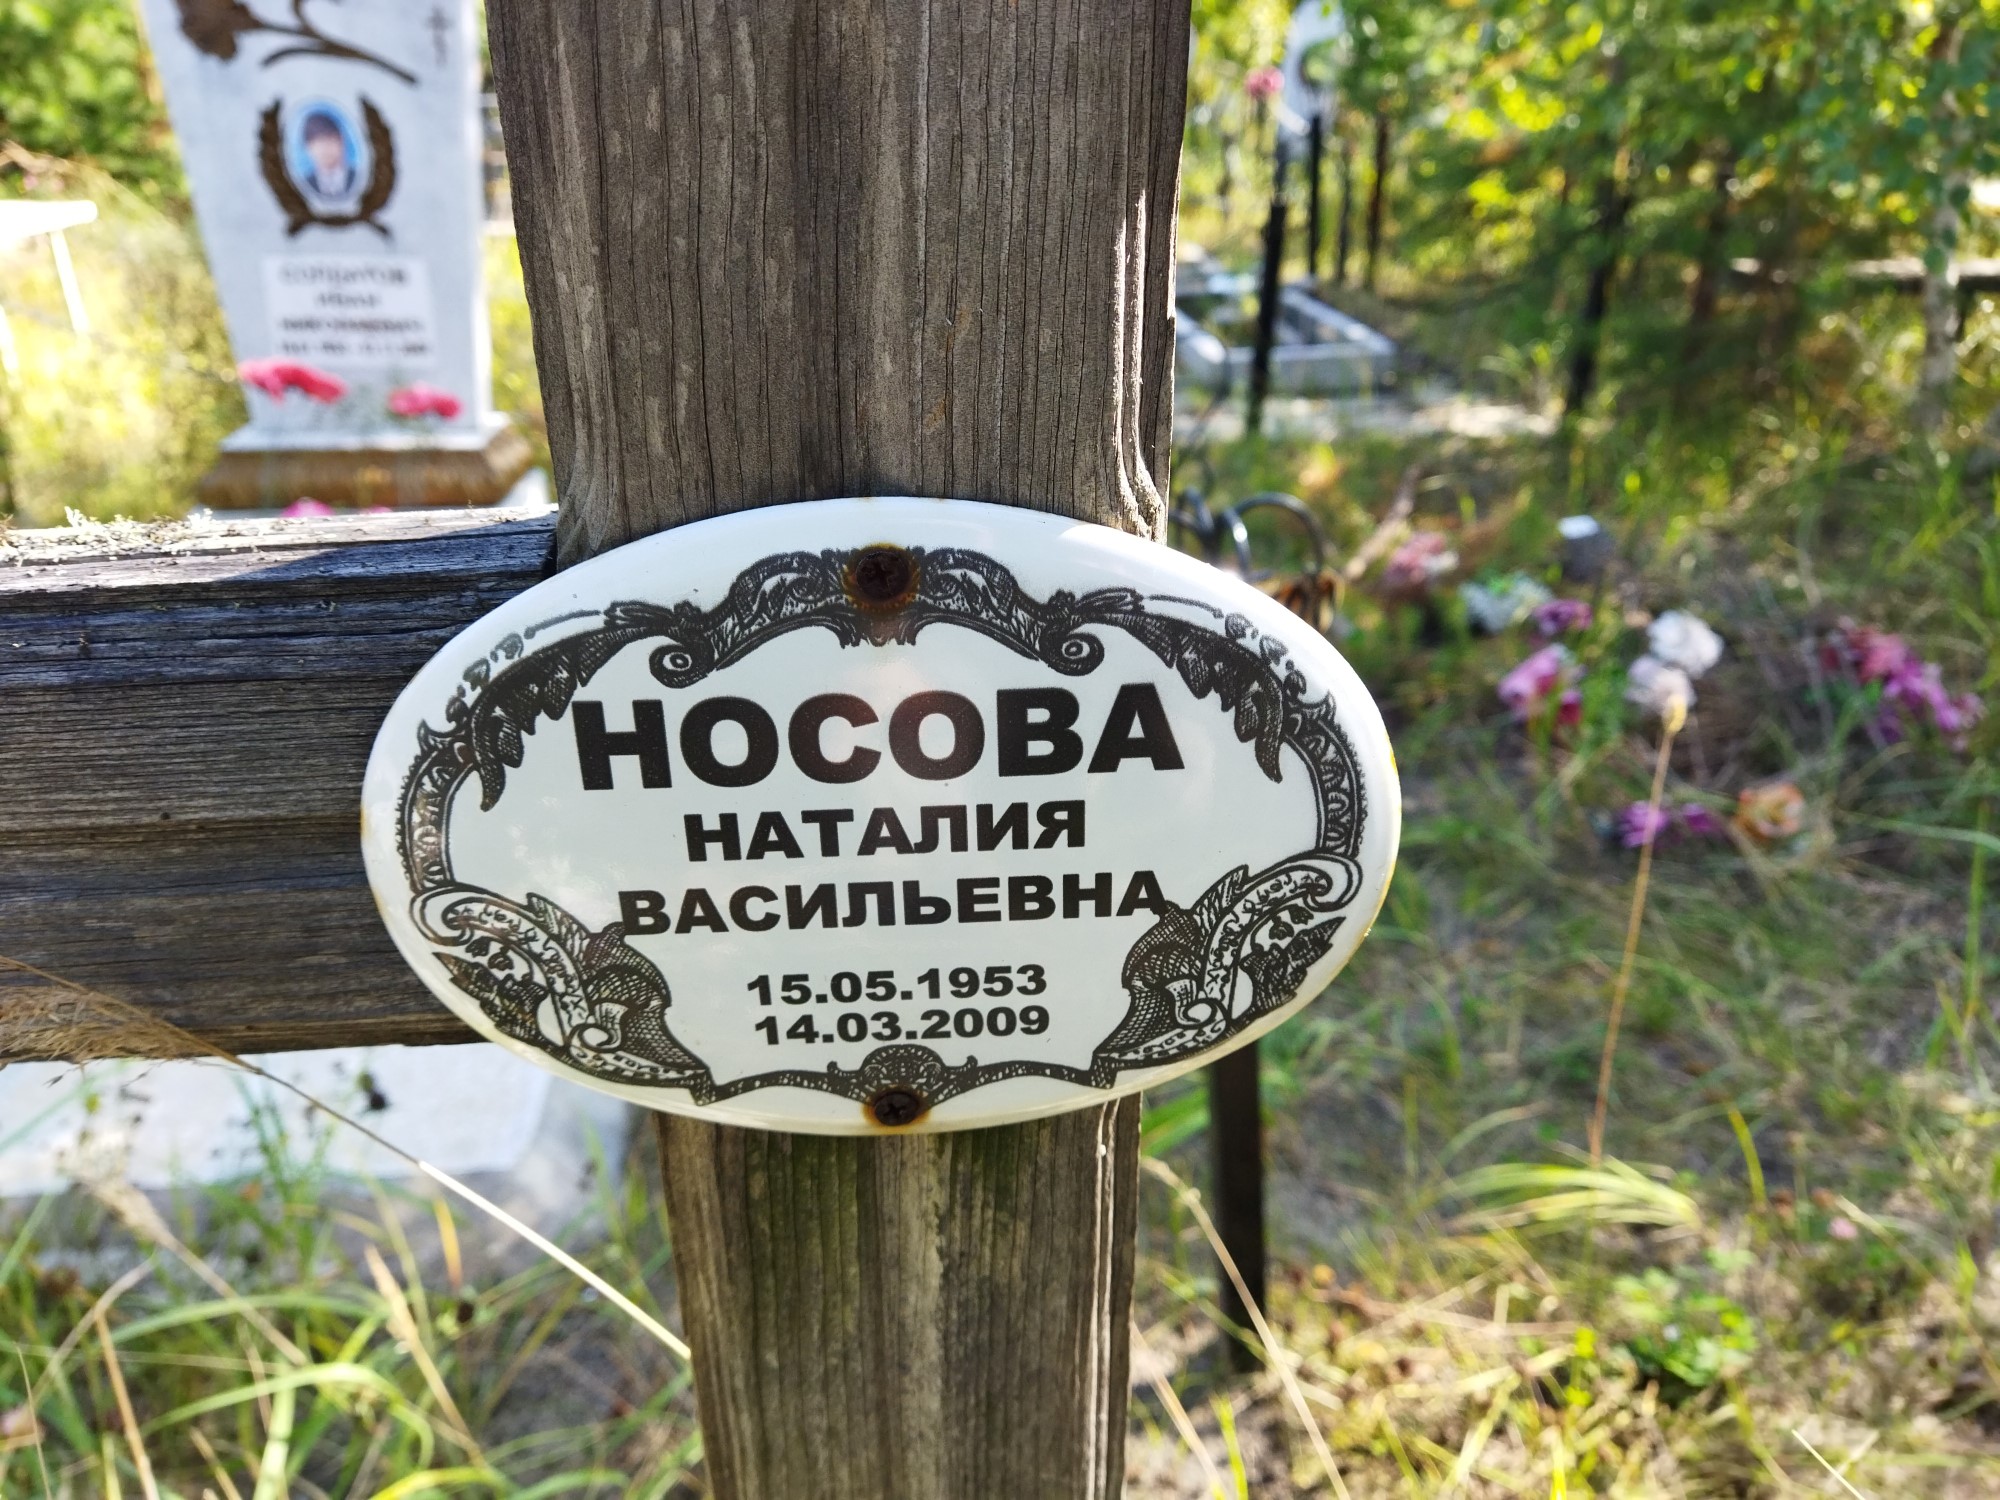 НОСОВА
НАТАЛИЯ
ВАСИЛЬЕВНА
15.05.1953
14.03.2009